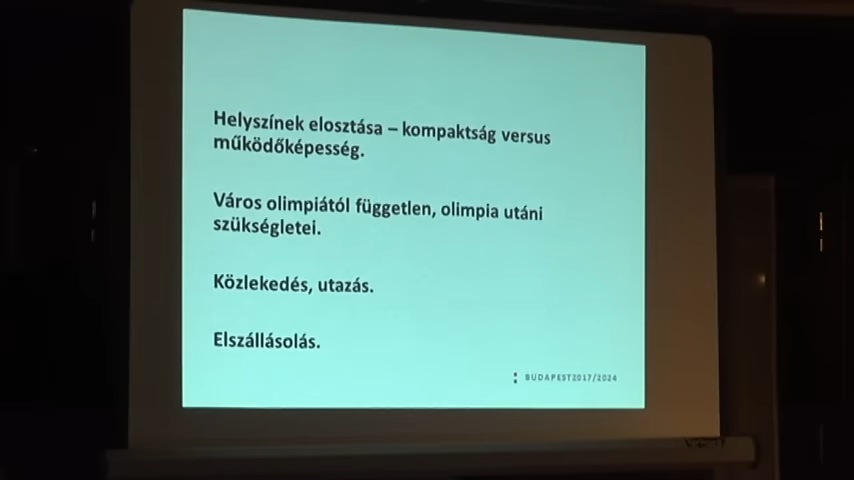 Helyszínek elosztása – kompaktság versus
működőképesség.
Város olimpiától független, olimpia utáni
szükségletei.
Közlekedés, utazás.
Elszállásolás.
BUDAPEST2017/2024